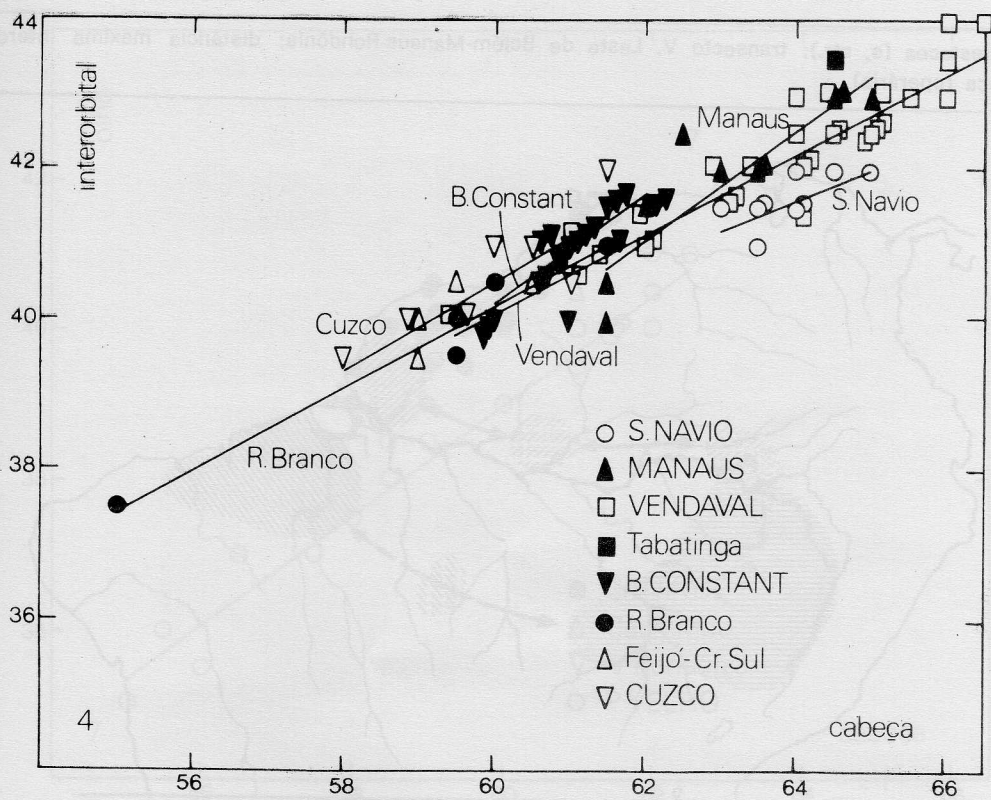 44
42
40
38
36
interorbital
Manaus
B.Constant
S.Navio
Cuzco
Vendaval
R.Branco
S.NAVIO
MANAUS
VENDAVAL
Tabatinga
B.CONSTANT
R.Branco
Feijó-Cr.Sul
CUZCO
4
cabeça
56
58
60
62
64
66